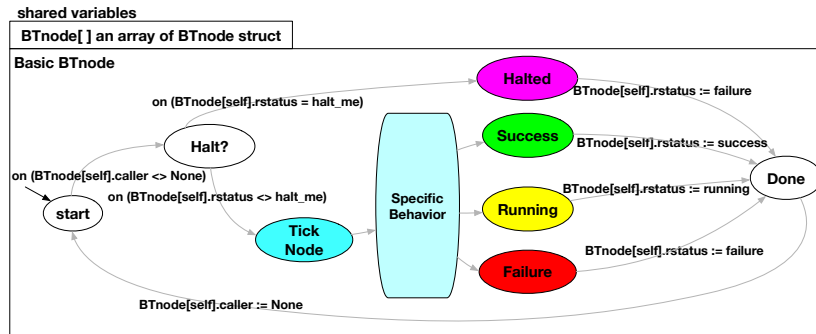 shared variables
BTnode[ ] an array of BTnode struct
Basic BTnode
Halted
BTnode[self].rstatus := failure
on (BTnode[self].rstatus = halt_me)
Halt?
Success
BTnode[self].rstatus := success
on (BTnode[self].caller <> None)
on (BTnode[self].rstatus <> halt_me)
Specific
Behavior
start
Tick
Node
Running
BTnode[self].rstatus := running
Done
Failure
BTnode[self].rstatus := failure
BTnode[self].caller := None